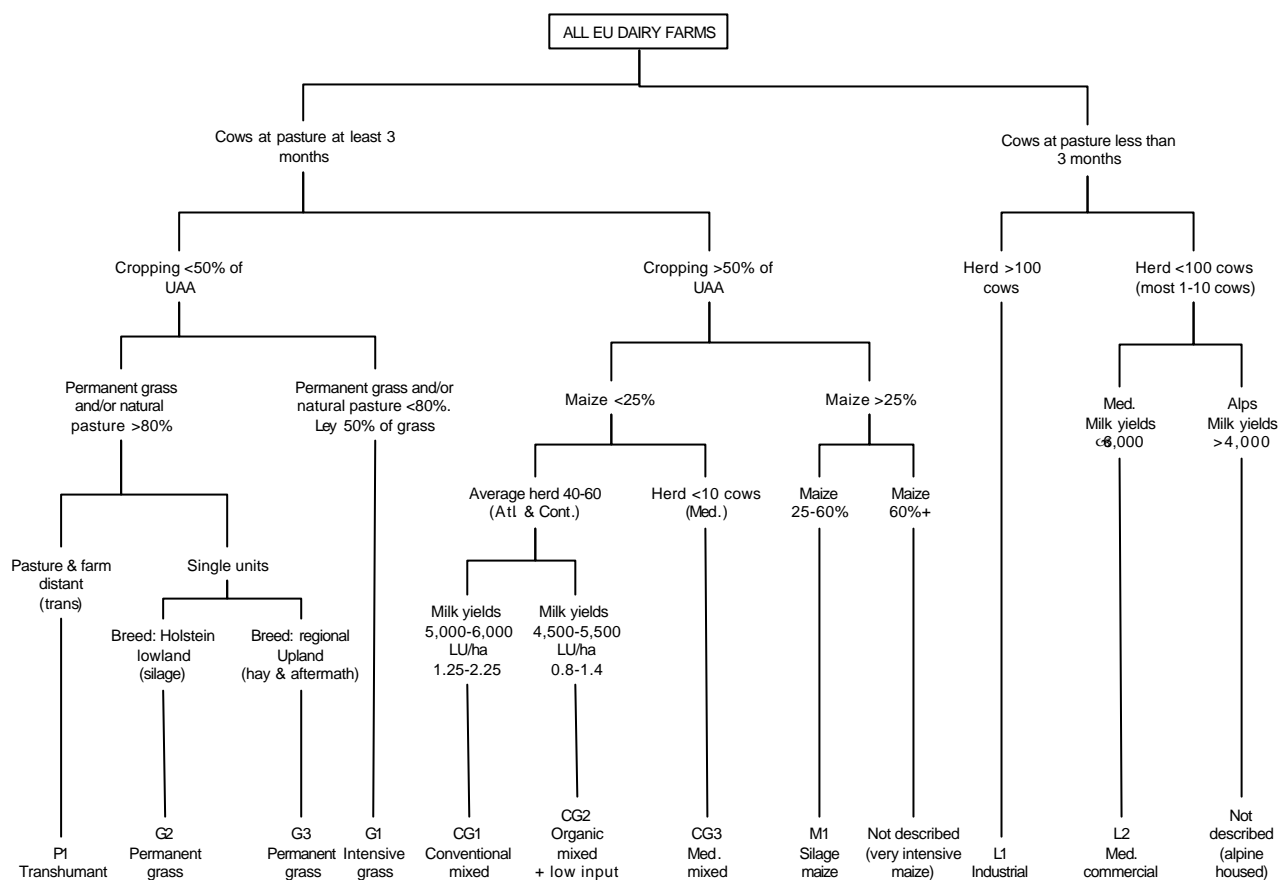 ALL EU DAIRY FARMS
Cows at pasture at least 3
months
Cows at pasture less than
3 months
Cropping <50% of
UAA
Cropping >50% of
UAA
Herd >100
cows
Herd <100 cows
(most 1-10 cows)
Permanent grass
and/or natural
pasture >80%
Permanent grass and/or
natural pasture <80%.
Ley 50% of grass
Maize <25%
Maize >25%
Med.
Milk yields
6,000
Alps
Milk yields
>4,000
Average herd 40-60
(Atl. & Cont.)
Herd <10 cows
(Med.)
Maize
25-60%
Maize
60%+
Pasture & farm
distant
(trans)
Single units
Breed: Holstein
lowland
(silage)
Breed: regional
Upland
(hay & aftermath)
Milk yields
5,000-6,000
LU/ha
1.25-2.25
Milk yields
4,500-5,500
LU/ha
0.8-1.4
P1
Transhumant
G2
Permanent
grass
G3
Permanent
grass
G1
Intensive
grass
CG1
Conventional
mixed
CG2
Organic
mixed
+ low input
CG3
Med.
mixed
M1
Silage
maize
Not described
(very intensive
maize)
L1
Industrial
L2
Med.
commercial
Not
described
(alpine
housed)